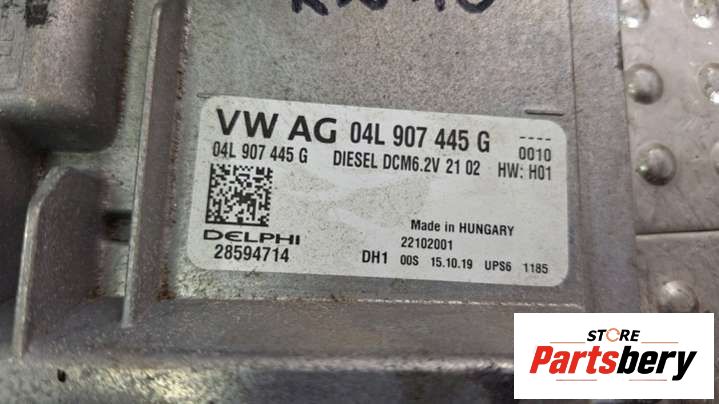 VW AG 04L 907 445 G ----
0010
04L 907 445 G DIESEL DCM6.2V 21 02 HW: H01
Made in HUNGARY
DELPHI 22102001
28594714 DH1 00S 15.10.19 UPS6 1185
STORE
Partsbery